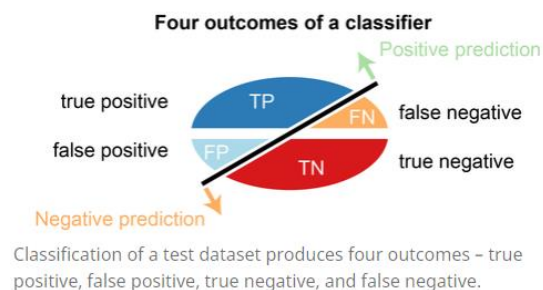 Four outcomes of a classifier
Positive prediction
true positive
TP
FN
false negative
false positive
FP
TN
true negative
Negative prediction
Classification of a test dataset produces four outcomes – true
positive, false positive, true negative, and false negative.